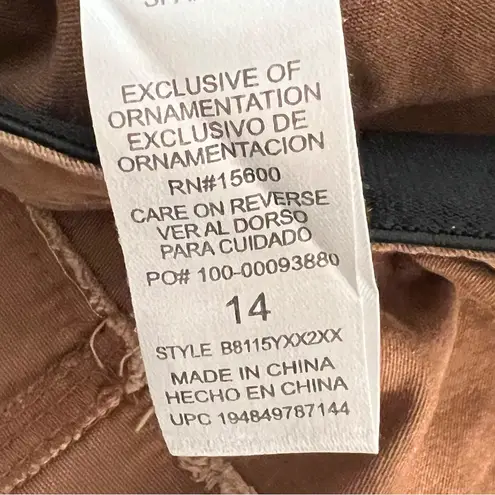 EXCLUSIVE OF
ORNAMENTATION
EXCLUSIVO DE
ORNAMENTACION
RN#15600
CARE ON REVERSE
VER AL DORSO
PARA CUIDADO
PO# 100-00093880
14
STYLE B8115YXX2XX
MADE IN CHINA
HECHO EN CHINA
UPC 194849787144